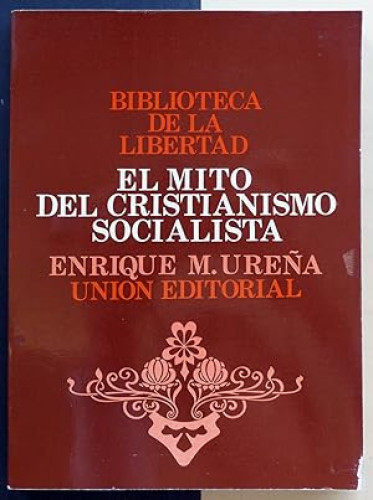 BIBLIOTECA
DE LA
LIBERTAD
EL MITO
DEL CRISTIANISMO
SOCIALISTA
ENRIQUE M. UREÑA
UNION EDITORIAL